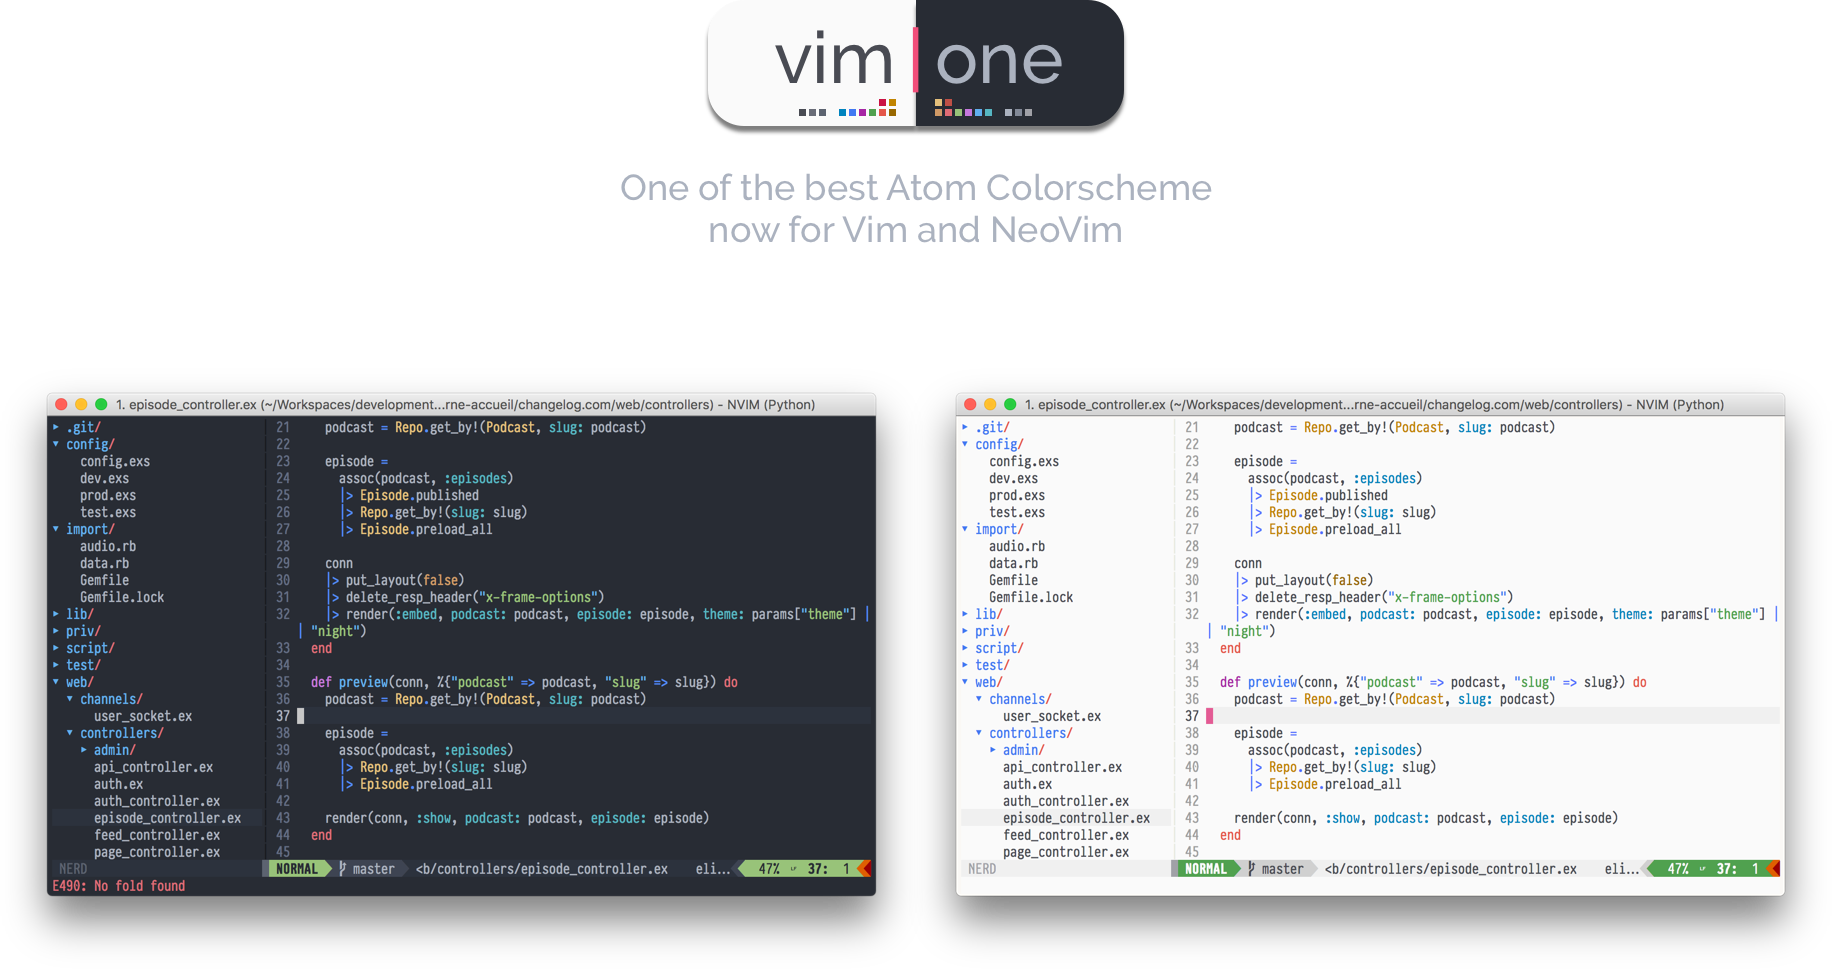 vim one
One of the best Atom Colorscheme
now for Vim and NeoVim
1. episode_controller.ex (~/Workspaces/development...rne-accueil/changelog.com/web/controllers) - NVIM (Python)
▸ .git/
▾ config/
config.exs
dev.exs
prod.exs
test.exs
▾ import/
audio.rb
data.rb
Gemfile
Gemfile.lock
▸ lib/
▸ priv/
▸ script/
▸ test/
▾ web/
▾ channels/
user_socket.ex
▾ controllers/
▸ admin/
api_controller.ex
auth.ex
auth_controller.ex
episode_controller.ex
feed_controller.ex
page_controller.ex
NERD
21 podcast = Repo.get_by!(Podcast, slug: podcast)
22
23 episode =
24 assoc(podcast, :episodes)
25 |> Episode.published
26 |> Repo.get_by!(slug: slug)
27 |> Episode.preload_all
28
29 conn
30 |> put_layout(false)
31 |> delete_resp_header("x-frame-options")
32 |> render(:embed, podcast: podcast, episode: episode, theme: params["theme"] |
| "night")
33 end
34
35 def preview(conn, %{"podcast" => podcast, "slug" => slug}) do
36 podcast = Repo.get_by!(Podcast, slug: podcast)
37
38 episode =
39 assoc(podcast, :episodes)
40 |> Repo.get_by!(slug: slug)
41 |> Episode.preload_all
42
43 render(conn, :show, podcast: podcast, episode: episode)
44 end
45
NORMAL master <b/controllers/episode_controller.ex eli... 47% LF 37: 1
E490: No fold found
1. episode_controller.ex (~/Workspaces/development...rne-accueil/changelog.com/web/controllers) - NVIM (Python)
▸ .git/
▾ config/
config.exs
dev.exs
prod.exs
test.exs
▾ import/
audio.rb
data.rb
Gemfile
Gemfile.lock
▸ lib/
▸ priv/
▸ script/
▸ test/
▾ web/
▾ channels/
user_socket.ex
▾ controllers/
▸ admin/
api_controller.ex
auth.ex
auth_controller.ex
episode_controller.ex
feed_controller.ex
page_controller.ex
NERD
21 podcast = Repo.get_by!(Podcast, slug: podcast)
22
23 episode =
24 assoc(podcast, :episodes)
25 |> Episode.published
26 |> Repo.get_by!(slug: slug)
27 |> Episode.preload_all
28
29 conn
30 |> put_layout(false)
31 |> delete_resp_header("x-frame-options")
32 |> render(:embed, podcast: podcast, episode: episode, theme: params["theme"] |
| "night")
33 end
34
35 def preview(conn, %{"podcast" => podcast, "slug" => slug}) do
36 podcast = Repo.get_by!(Podcast, slug: podcast)
37
38 episode =
39 assoc(podcast, :episodes)
40 |> Repo.get_by!(slug: slug)
41 |> Episode.preload_all
42
43 render(conn, :show, podcast: podcast, episode: episode)
44 end
45
NORMAL master <b/controllers/episode_controller.ex eli... 47% LF 37: 1